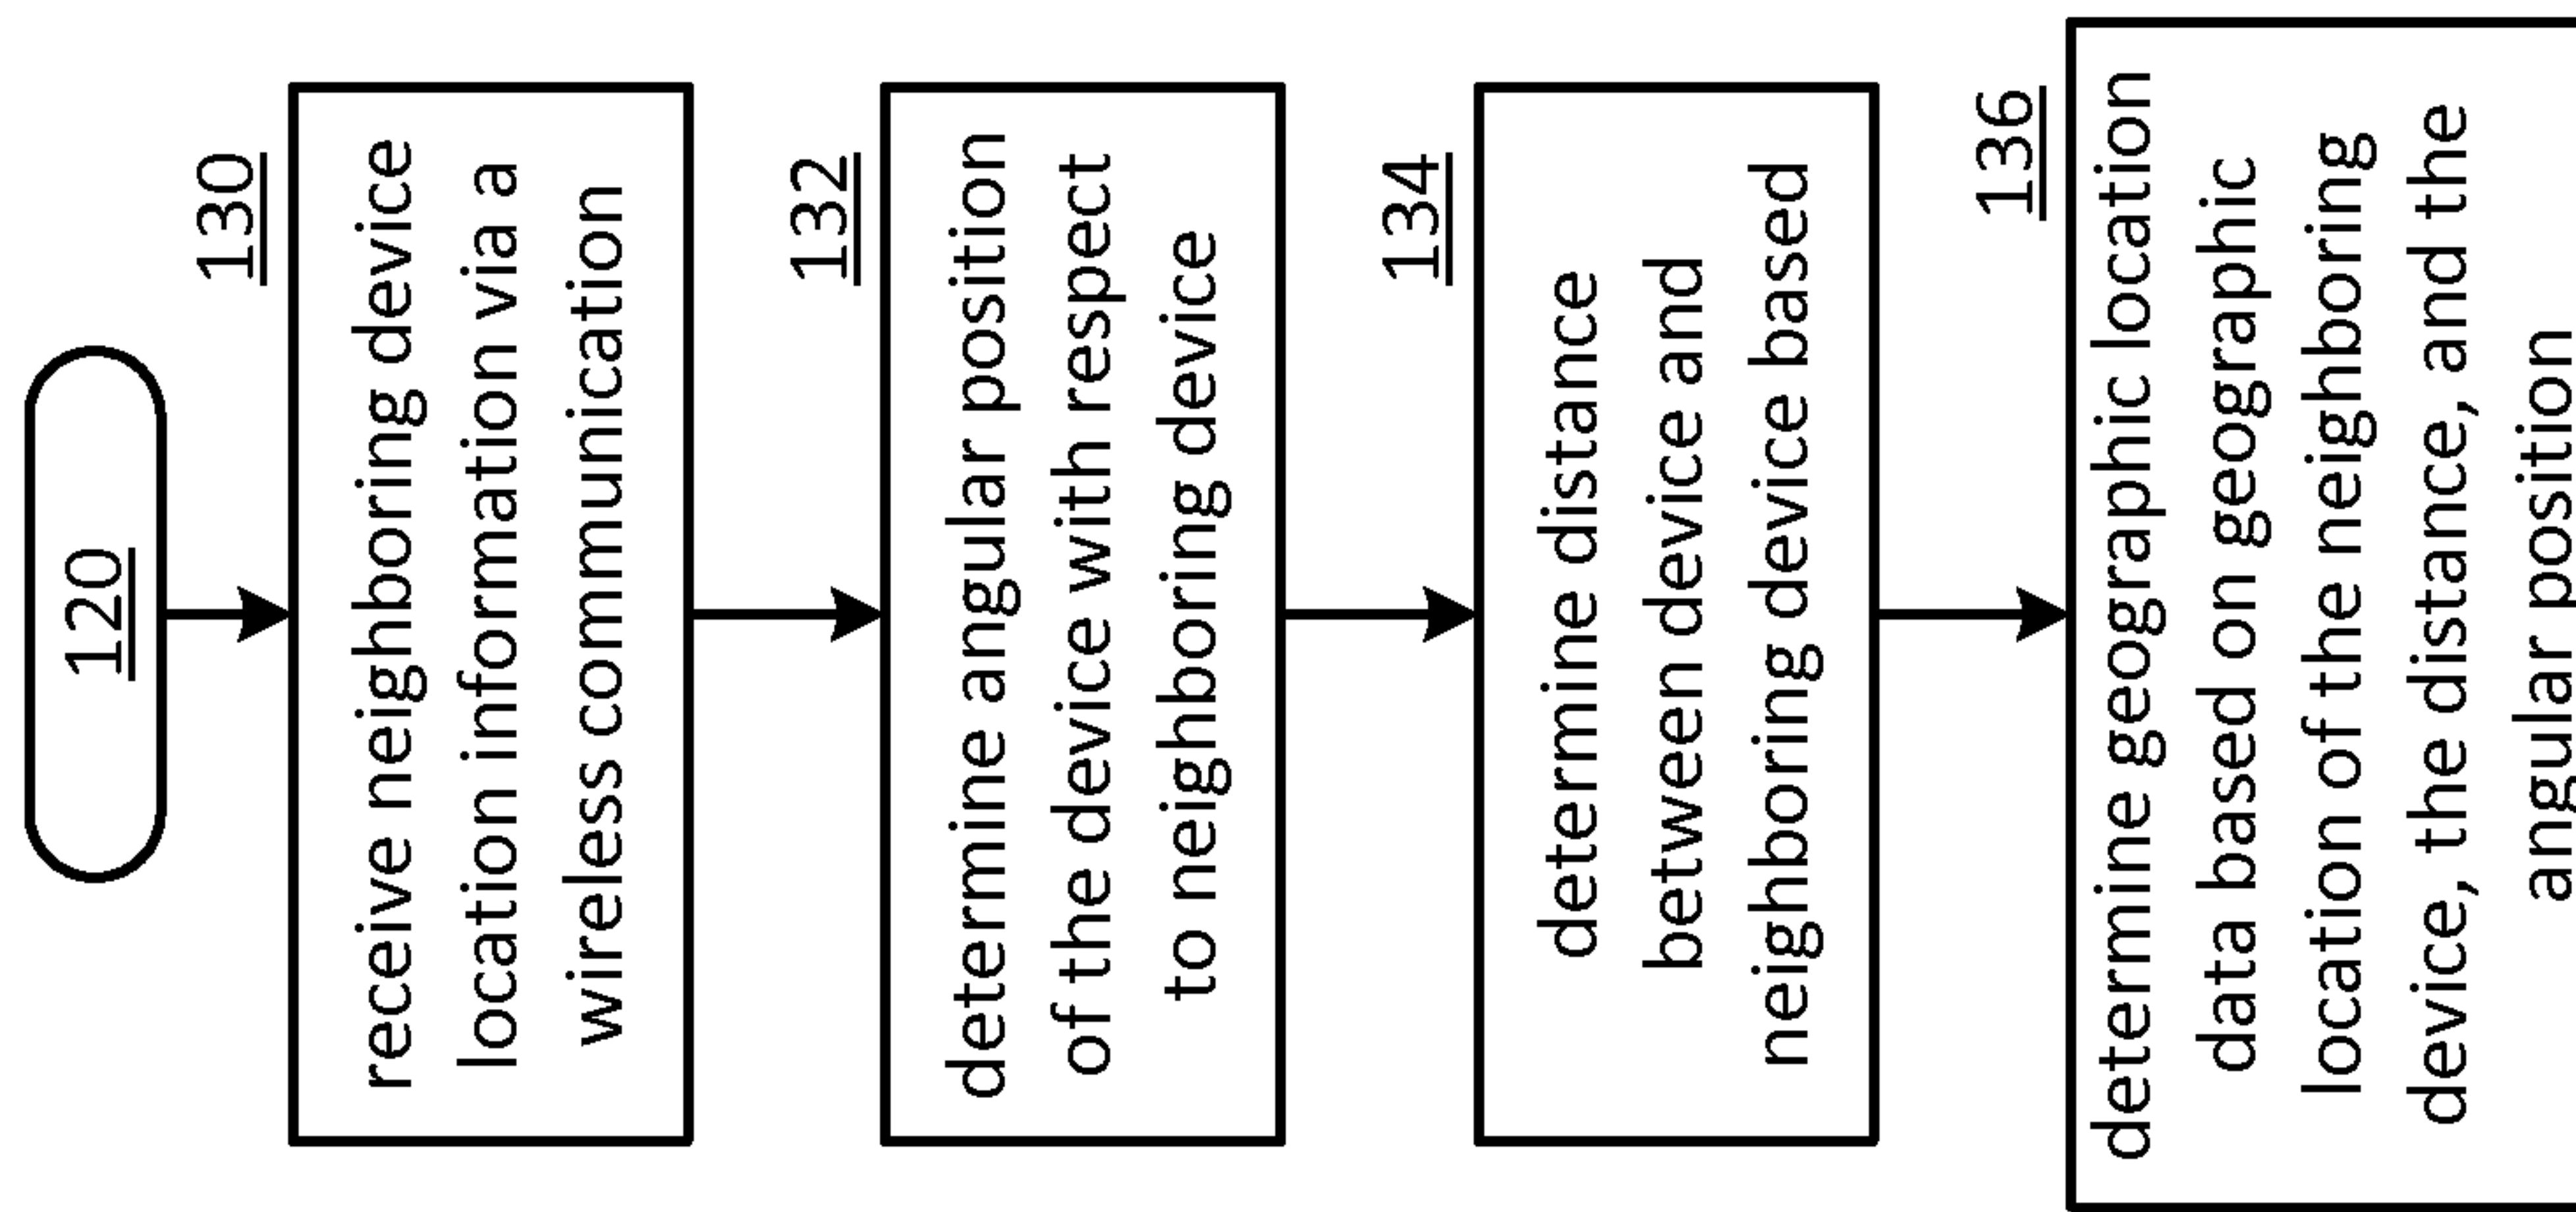 120
130
receive neighboring device
location information via a
wireless communication
132
determine angular position
of the device with respect
to neighboring device
134
determine distance
between device and
neighboring device based
136
determine geographic location
data based on geographic
location of the neighboring
device, the distance, and the
angular position